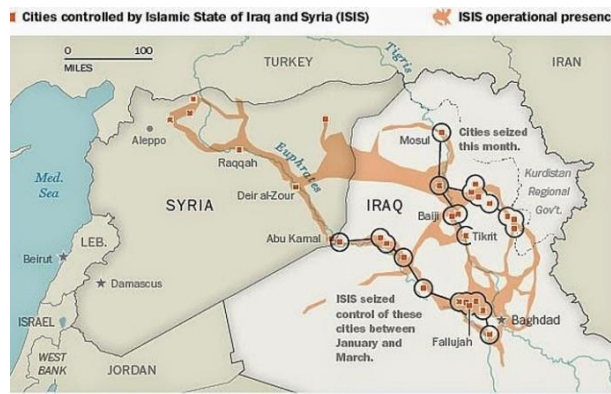 Cities controlled by Islamic State of Iraq and Syria (ISIS)
ISIS operational presenc
0 100
MILES
TURKEY
Tigris
IRAN
Aleppo
Mosul
Cities seized
this month.
Raqqah
Euphrates
Kurdistan
Regional
Gov't.
Med.
Sea
Deir al-Zour
SYRIA
IRAQ
Baiji
Tikrit
Abu Kamal
LEB.
Beirut
Damascus
ISIS seized
control of these
cities between
January and
March.
Baghdad
Fallujah
ISRAEL
WEST
BANK
JORDAN